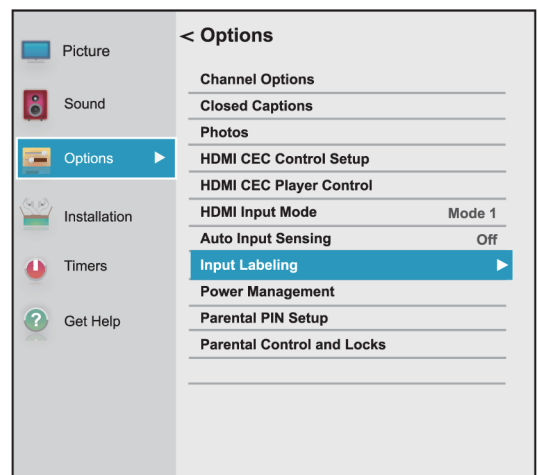 Picture
Sound
Options
Installation
Timers
Get Help
< Options
Channel Options
Closed Captions
Photos
HDMI CEC Control Setup
HDMI CEC Player Control
HDMI Input Mode Mode 1
Auto Input Sensing Off
Input Labeling
Power Management
Parental PIN Setup
Parental Control and Locks